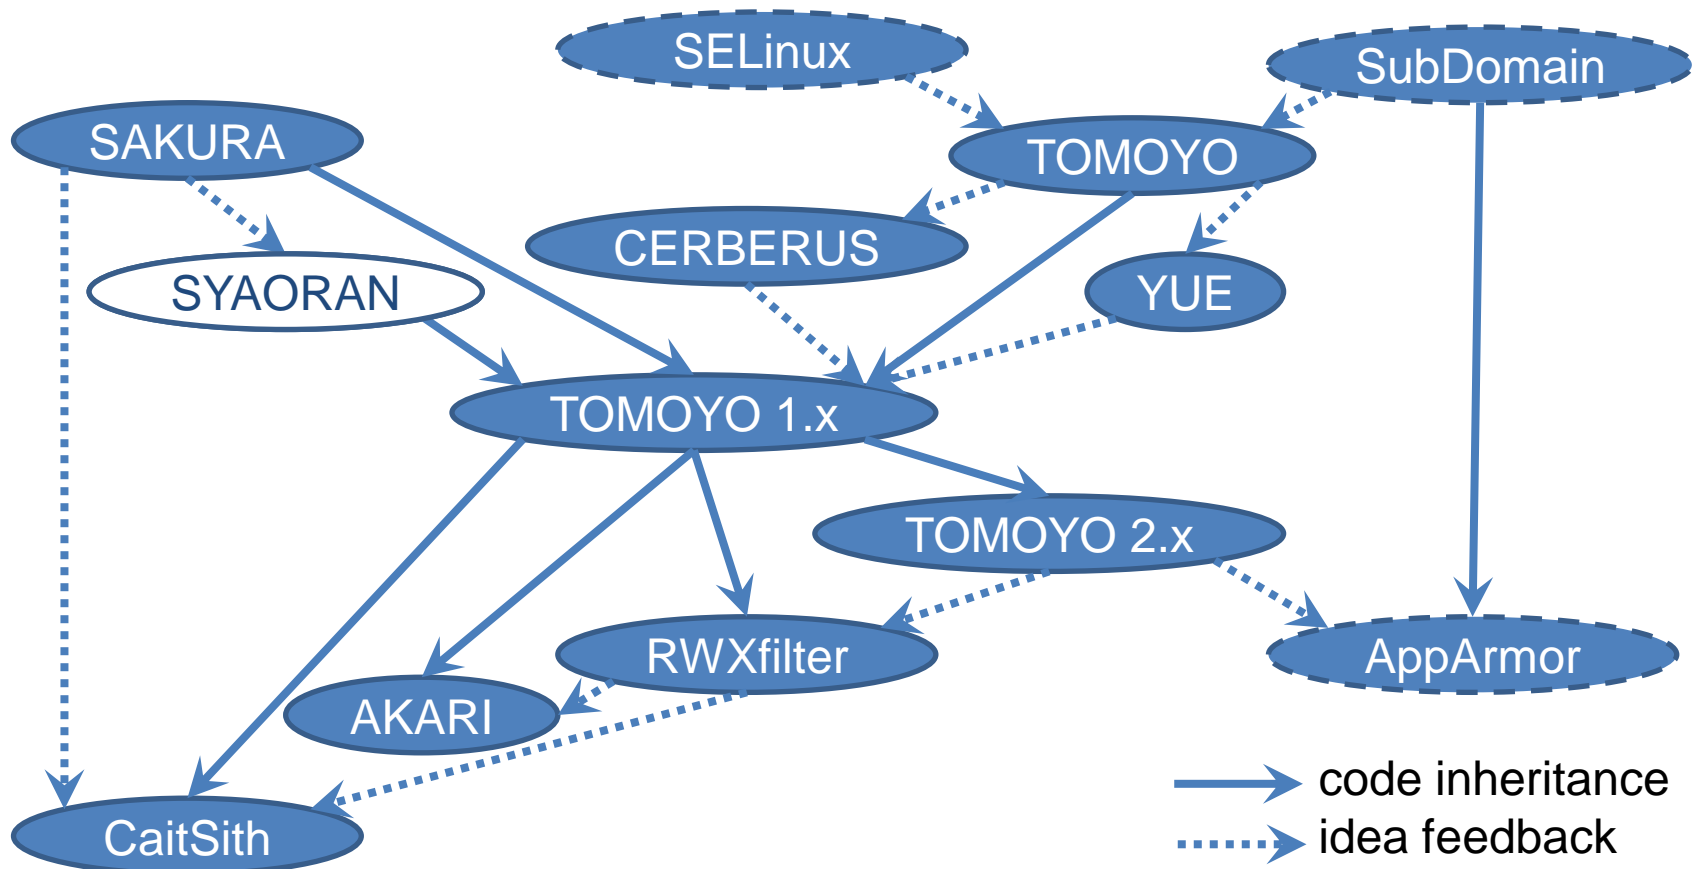 SELinux
SubDomain
SAKURA
TOMOYO
CERBERUS
SYAORAN
YUE
TOMOYO 1.x
TOMOYO 2.x
RWXfilter
AppArmor
AKARI
code inheritance
CaitSith
idea feedback